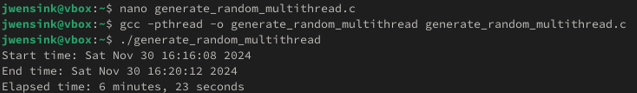 jwensink@vbox:~$ nano generate_random_multithread.c
jwensink@vbox:~$ gcc -pthread -o generate_random_multithread generate_random_multithread.c
jwensink@vbox:~$ ./generate_random_multithread
Start time: Sat Nov 30 16:16:08 2024
End time: Sat Nov 30 16:20:12 2024
Elapsed time: 6 minutes, 23 seconds